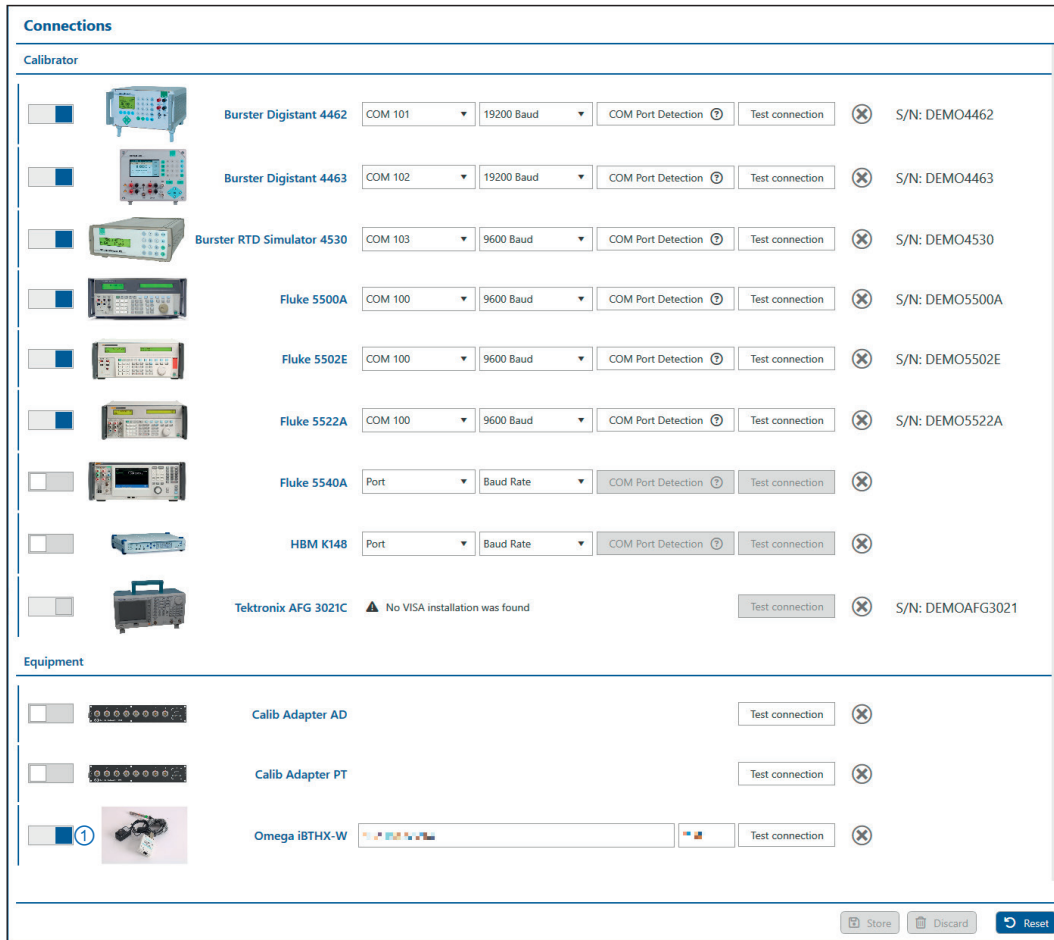 Connections
Calibrator
Burster Digistant 4462 COM 101 19200 Baud COM Port Detection ? Test connection S/N: DEMO4462
Burster Digistant 4463 COM 102 19200 Baud COM Port Detection ? Test connection S/N: DEMO4463
Burster RTD Simulator 4530 COM 103 9600 Baud COM Port Detection ? Test connection S/N: DEMO4530
Fluke 5500A COM 100 9600 Baud COM Port Detection ? Test connection S/N: DEMO5500A
Fluke 5502E COM 100 9600 Baud COM Port Detection ? Test connection S/N: DEMO5502E
Fluke 5522A COM 100 9600 Baud COM Port Detection ? Test connection S/N: DEMO5522A
Fluke 5540A Port Baud Rate COM Port Detection ? Test connection
HBM K148 Port Baud Rate COM Port Detection ? Test connection
Tektronix AFG 3021C No VISA installation was found Test connection S/N: DEMOAFG3021
Equipment
Calib Adapter AD Test connection
Calib Adapter PT Test connection
1 Omega iBTHX-W Test connection
Store Discard Reset